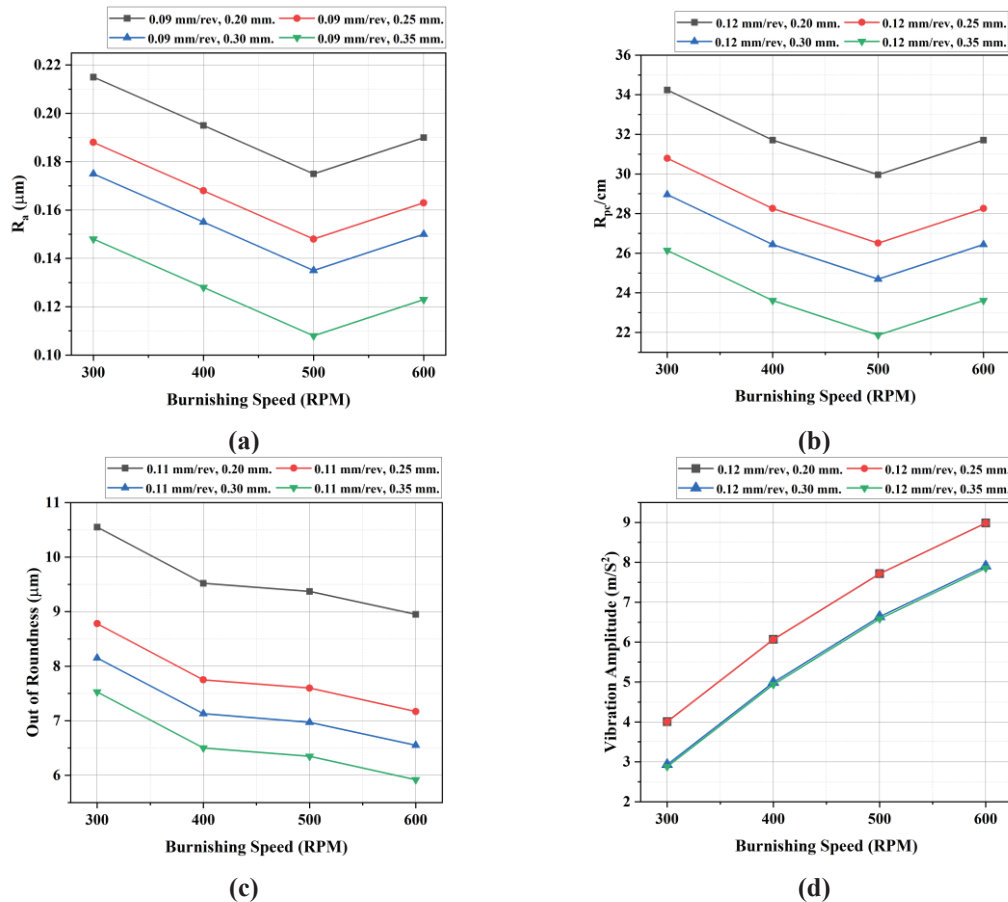 0.09 mm/rev, 0.20 mm. 0.09 mm/rev, 0.25 mm.
0.09 mm/rev, 0.30 mm. 0.09 mm/rev, 0.35 mm.
0.22
0.20
0.18
0.16
0.14
0.12
0.10
Rₐ (μm)
300 400 500 600
Burnishing Speed (RPM)
(a)
0.12 mm/rev, 0.20 mm. 0.12 mm/rev, 0.25 mm.
0.12 mm/rev, 0.30 mm. 0.12 mm/rev, 0.35 mm.
36
34
32
30
28
26
24
22
R_pc/cm
300 400 500 600
Burnishing Speed (RPM)
(b)
0.11 mm/rev, 0.20 mm. 0.11 mm/rev, 0.25 mm.
0.11 mm/rev, 0.30 mm. 0.11 mm/rev, 0.35 mm.
11
10
9
8
7
6
Out of Roundness (μm)
300 400 500 600
Burnishing Speed (RPM)
(c)
0.12 mm/rev, 0.20 mm. 0.12 mm/rev, 0.25 mm.
0.12 mm/rev, 0.30 mm. 0.12 mm/rev, 0.35 mm.
9
8
7
6
5
4
3
2
Vibration Amplitude (m/S²)
300 400 500 600
Burnishing Speed (RPM)
(d)